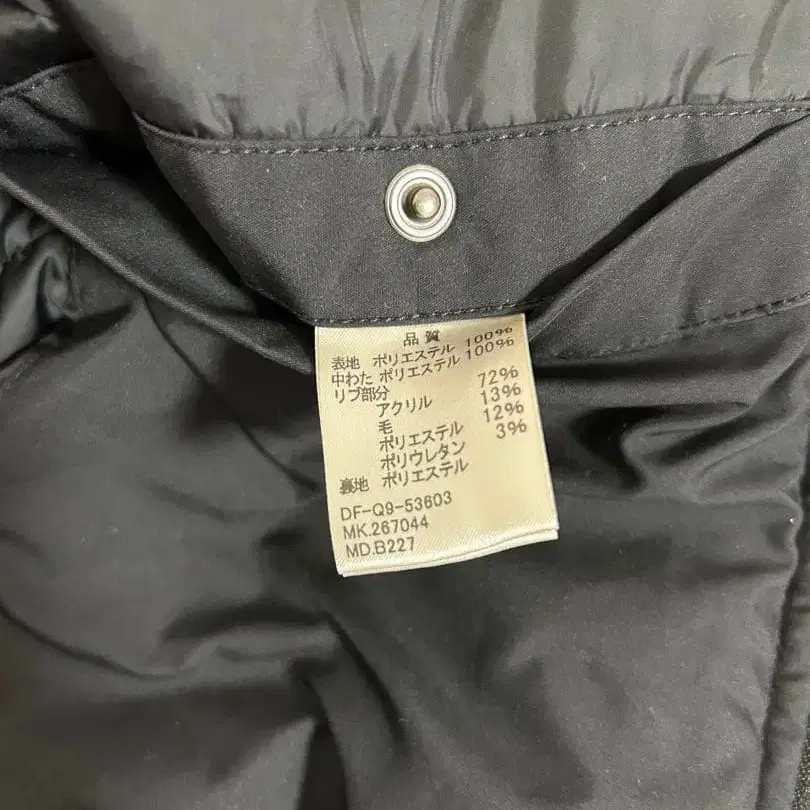 品質
表地 ポリエステル 100%
中わた ポリエステル 100%
リブ部分
アクリル 72%
毛 13%
ポリエステル 12%
ポリウレタン 3%
裏地 ポリエステル
DF-Q9-53603
MK.267044
MD.B227